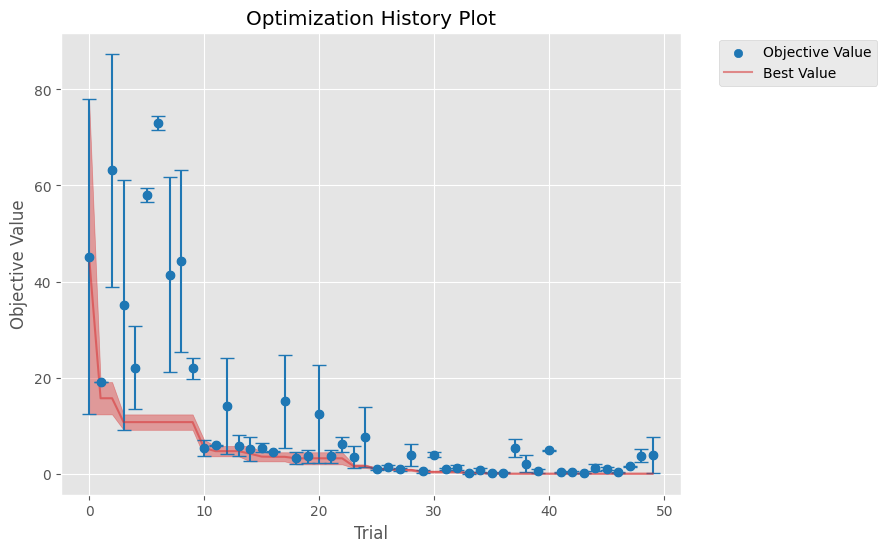 Optimization History Plot
Objective Value
Best Value
Objective Value
80
60
40
20
0
0 10 20 30 40 50
Trial